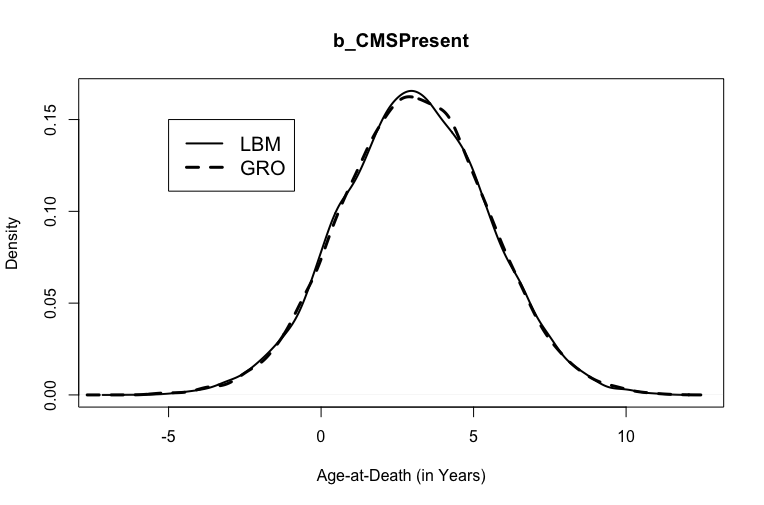 b_CMSPresent
LBM
GRO
Density
0.15
0.10
0.05
0.00
-5 0 5 10
Age-at-Death (in Years)